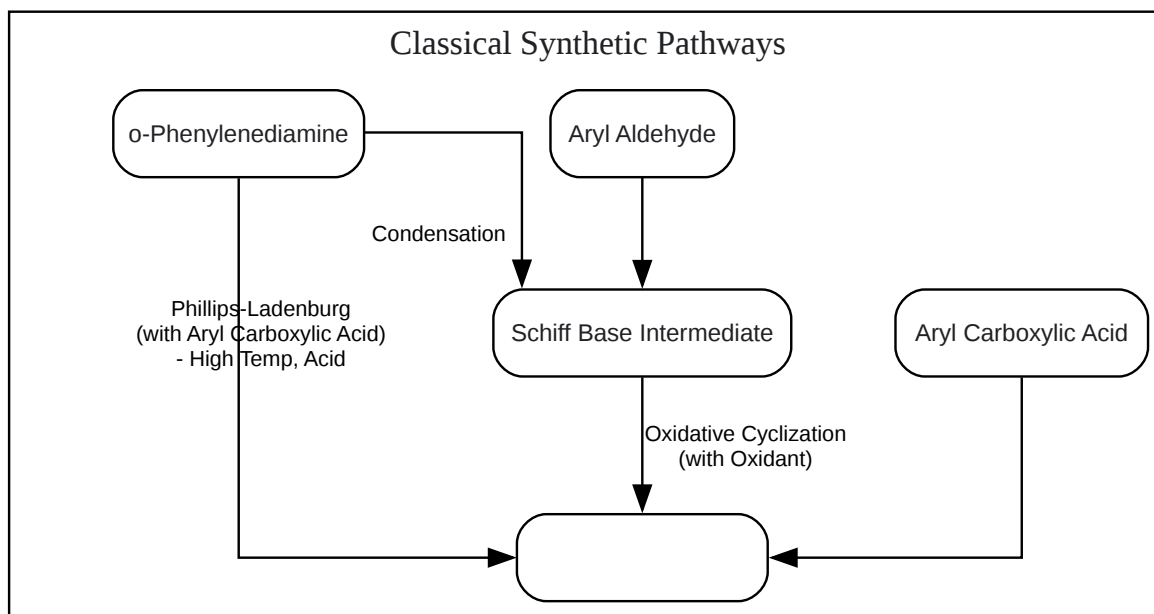 Classical Synthetic Pathways
o-Phenylenediamine
Aryl Aldehyde
Condensation
Phillips-Ladenburg
(with Aryl Carboxylic Acid)
- High Temp, Acid
Schiff Base Intermediate
Aryl Carboxylic Acid
Oxidative Cyclization
(with Oxidant)